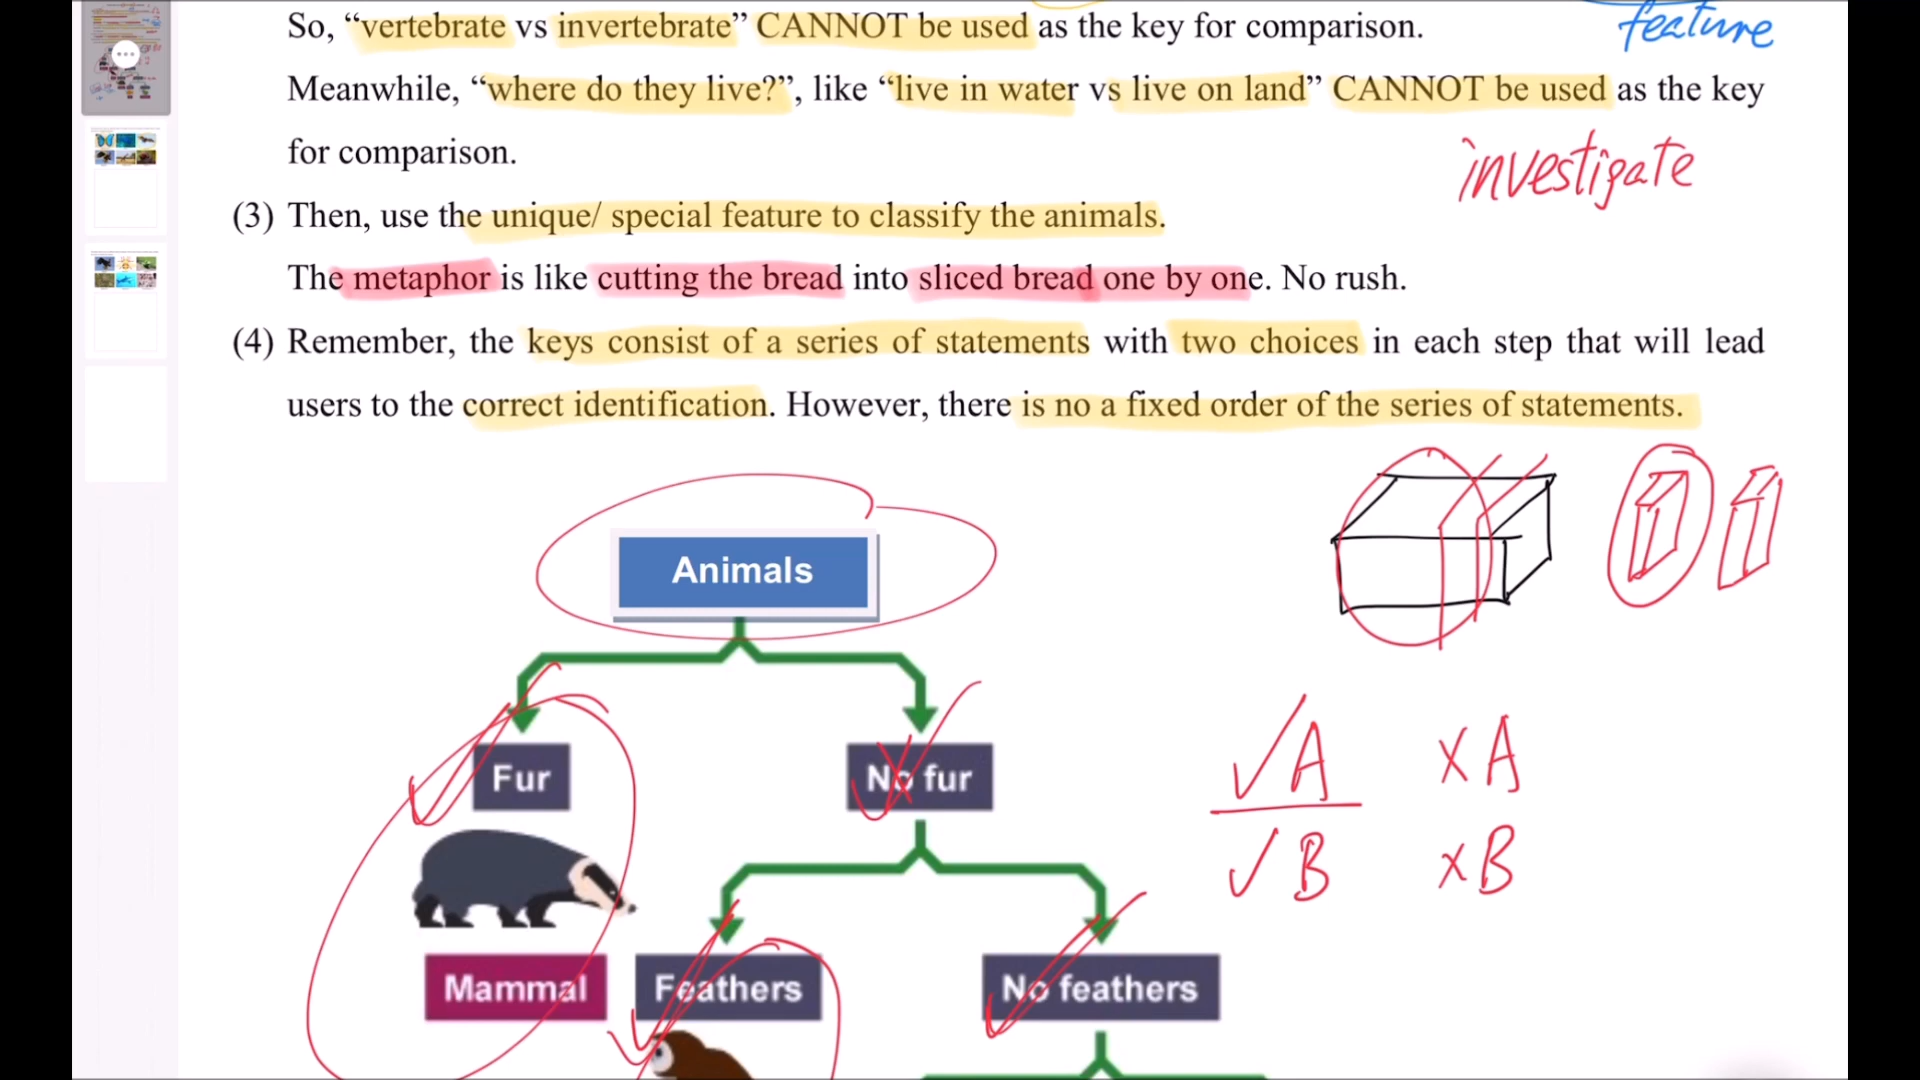 So, “vertebrate vs invertebrate” CANNOT be used as the key for comparison.
feature
Meanwhile, “where do they live?”, like “live in water vs live on land” CANNOT be used as the key
for comparison.
investigate
(3) Then, use the unique/ special feature to classify the animals.
The metaphor is like cutting the bread into sliced bread one by one. No rush.
(4) Remember, the keys consist of a series of statements with two choices in each step that will lead
users to the correct identification. However, there is no a fixed order of the series of statements.
Animals
Fur
No fur
✓A
×A
✓B
×B
Mammal
Feathers
No feathers